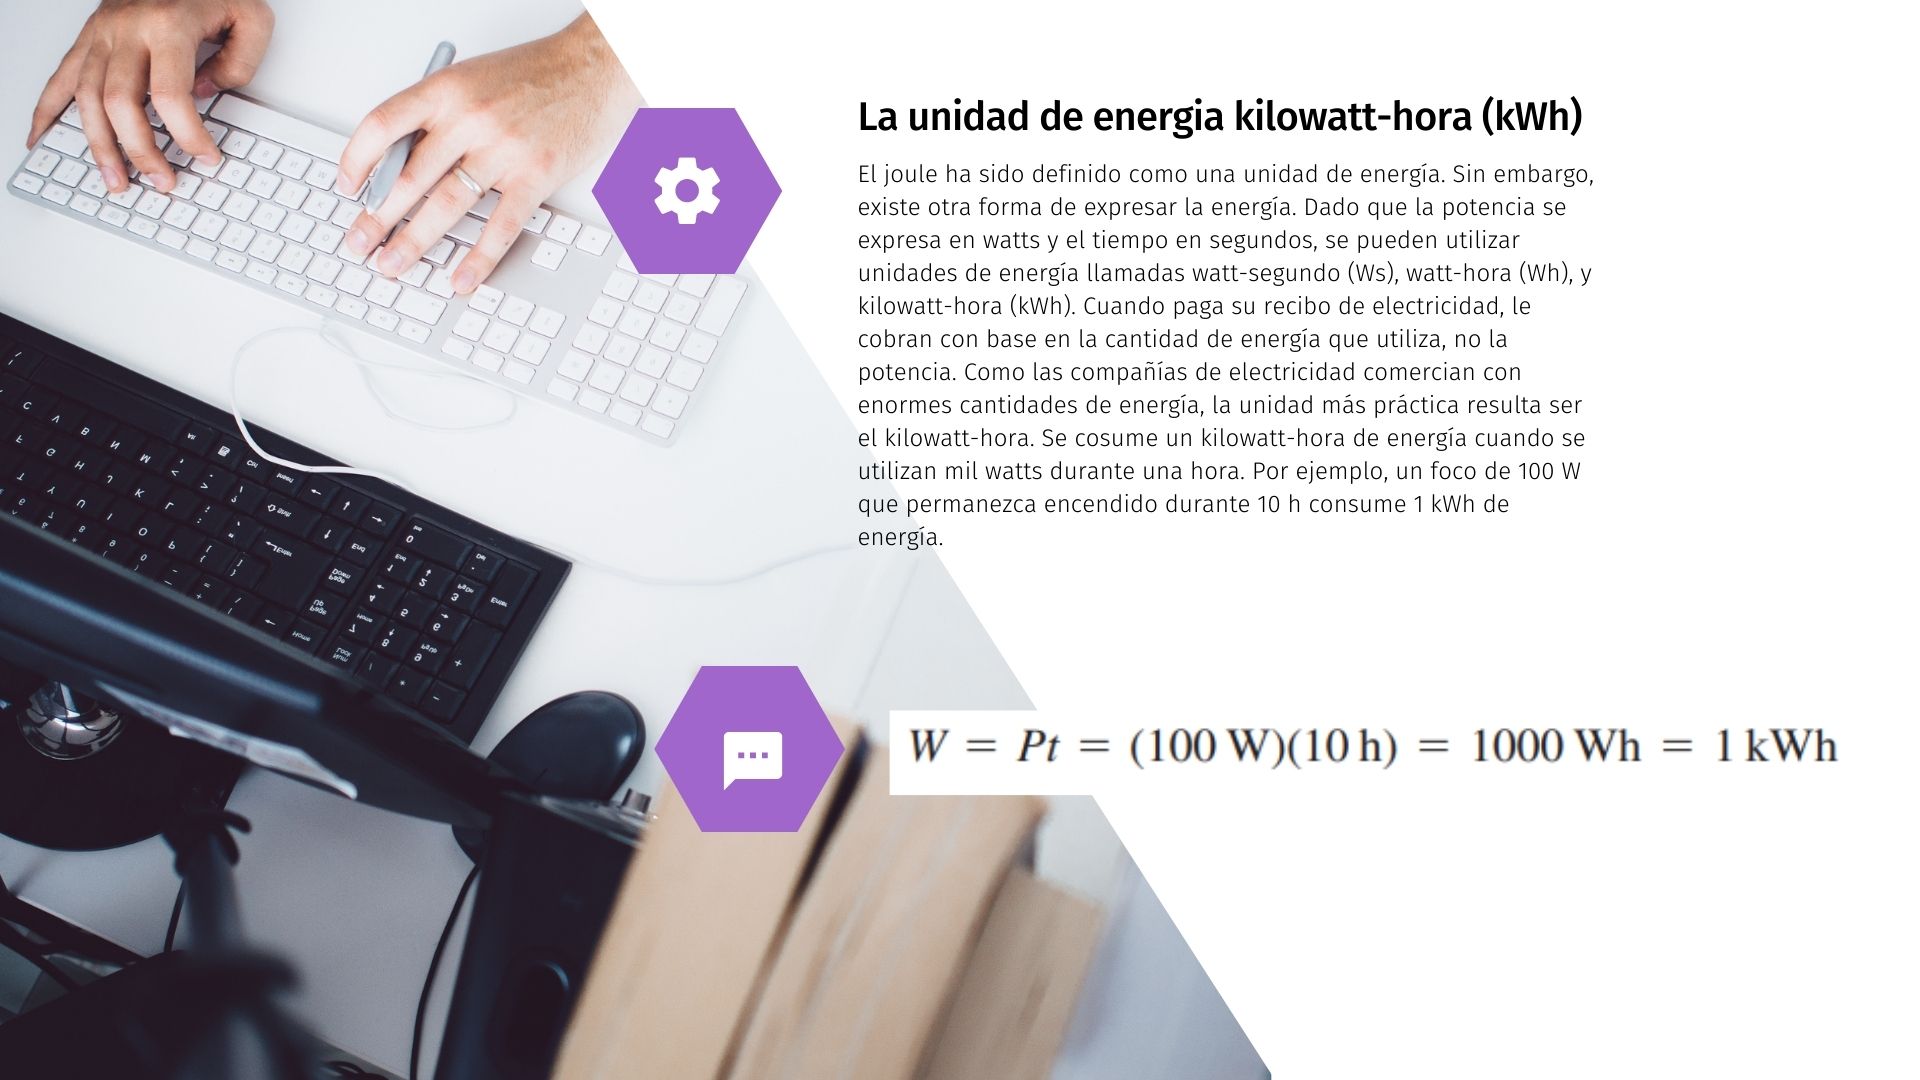 La unidad de energia kilowatt-hora (kWh)
El joule ha sido definido como una unidad de energía. Sin embargo,
existe otra forma de expresar la energía. Dado que la potencia se
expresa en watts y el tiempo en segundos, se pueden utilizar
unidades de energía llamadas watt-segundo (Ws), watt-hora (Wh), y
kilowatt-hora (kWh). Cuando paga su recibo de electricidad, le
cobran con base en la cantidad de energía que utiliza, no la
potencia. Como las compañías de electricidad comercian con
enormes cantidades de energía, la unidad más práctica resulta ser
el kilowatt-hora. Se cosume un kilowatt-hora de energía cuando se
utilizan mil watts durante una hora. Por ejemplo, un foco de 100 W
que permanezca encendido durante 10 h consume 1 kWh de
energía.
W = Pt = (100 W)(10 h) = 1000 Wh = 1 kWh